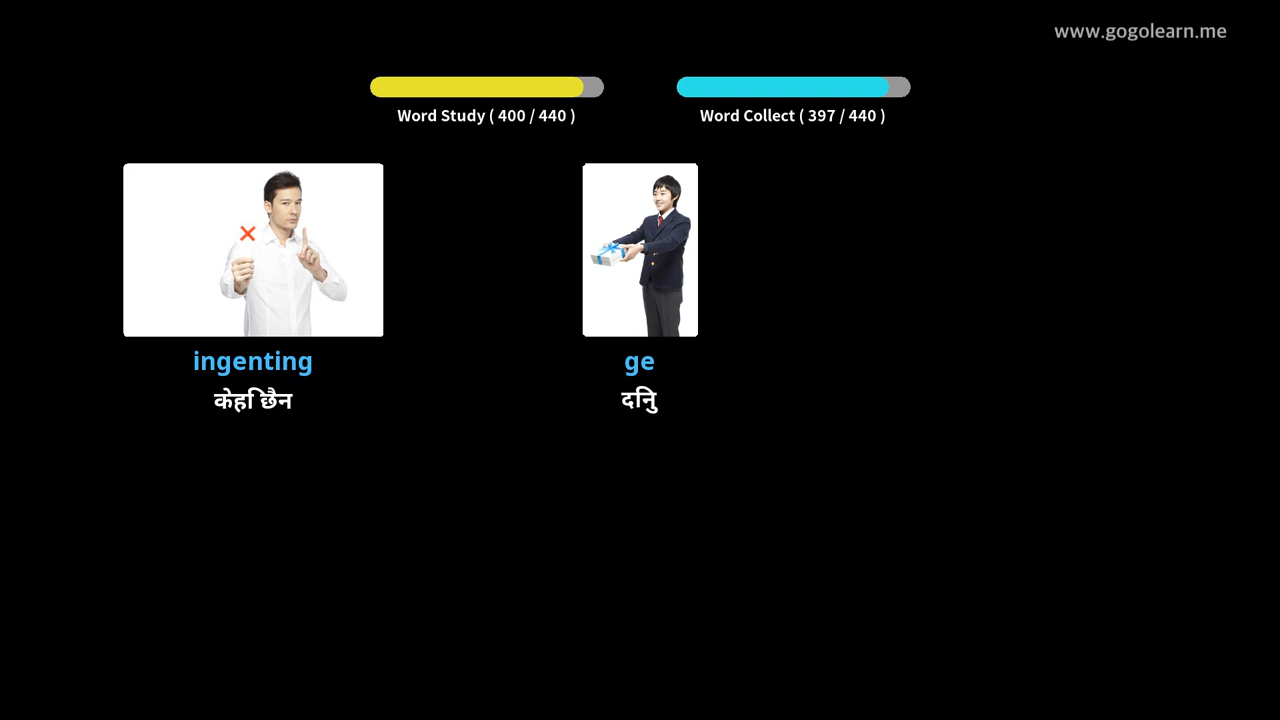 www.gogolearn.me
Word Study ( 400 / 440 )
Word Collect ( 397 / 440 )
ingenting
ge
केहि छैन
दिनु